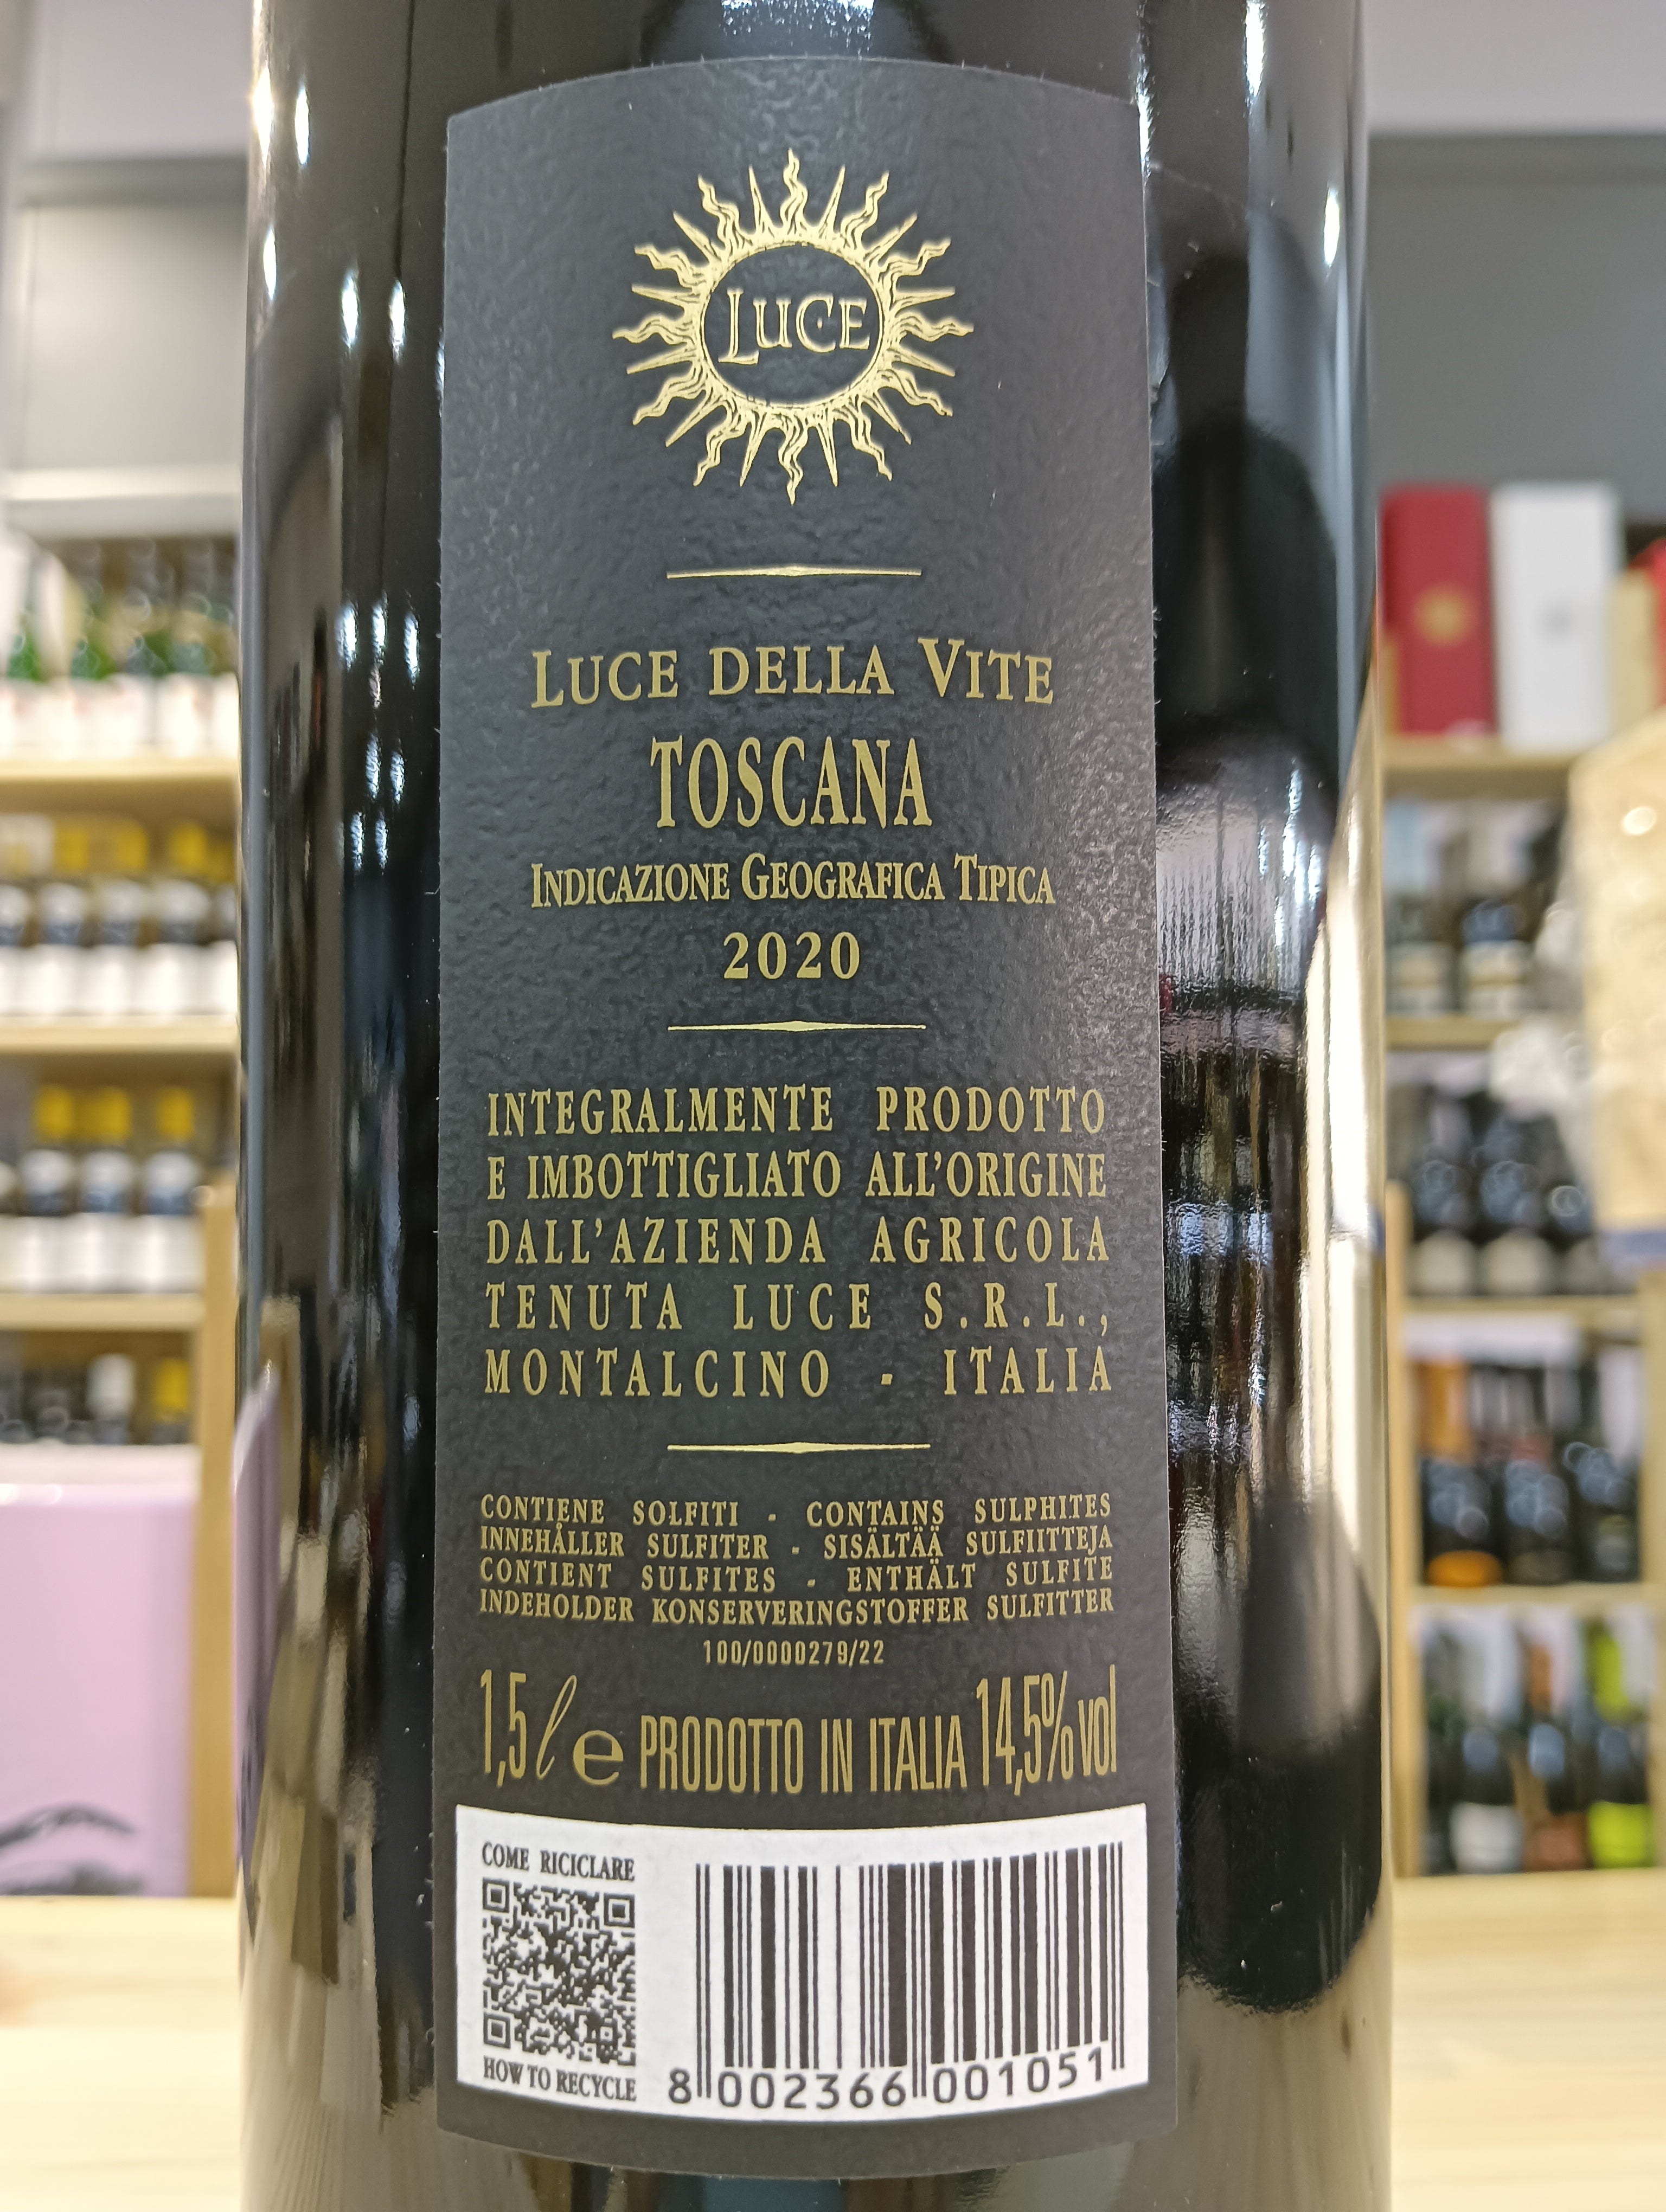 LUCE
LUCE DELLA VITE
TOSCANA
INDICAZIONE GEOGRAFICA TIPICA
2020
INTEGRALMENTE PRODOTTO
E IMBOTTIGLIATO ALL'ORIGINE
DALL'AZIENDA AGRICOLA
TENUTA LUCE S.R.L.,
MONTALCINO - ITALIA
CONTIENE SOLFITI - CONTAINS SULPHITES
INNEHÅLLER SULFITER - SISÄLTÄÄ SULFIITTEJA
CONTIENT SULFITES - ENTHÄLT SULFITE
INDEHOLDER KONSERVERINGSTOFFER SULFITTER
100/0000279/22
1,5 ℓ e PRODOTTO IN ITALIA 14,5% vol
COME RICICLARE
HOW TO RECYCLE
8 002366 001051